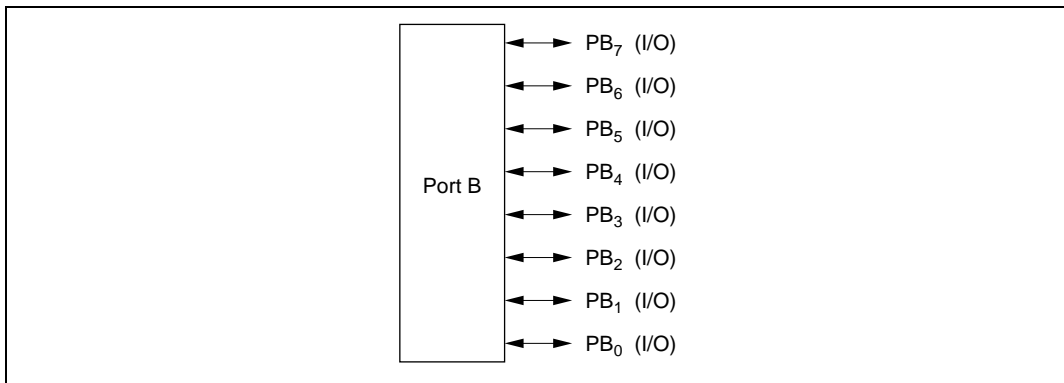 PB7 (I/O)
PB6 (I/O)
PB5 (I/O)
PB4 (I/O)
Port B
PB3 (I/O)
PB2 (I/O)
PB1 (I/O)
PB0 (I/O)